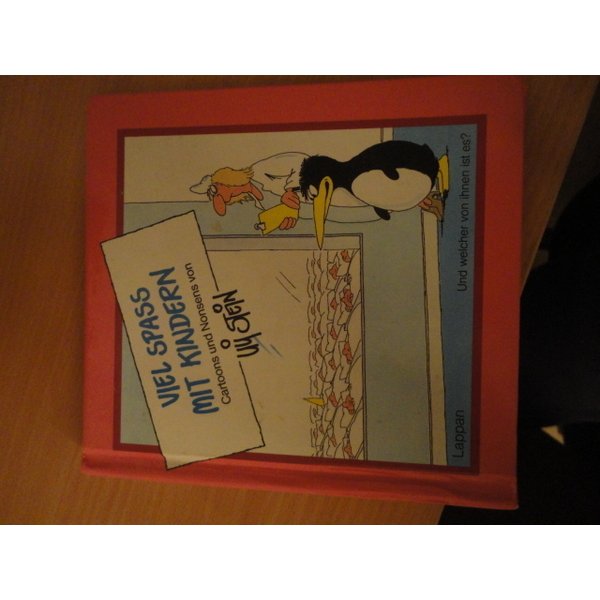 VIEL SPASS
MIT KINDERN
Cartoons und Nonsens von
ULI STEIN
Und welcher von ihnen ist es?
Lappan